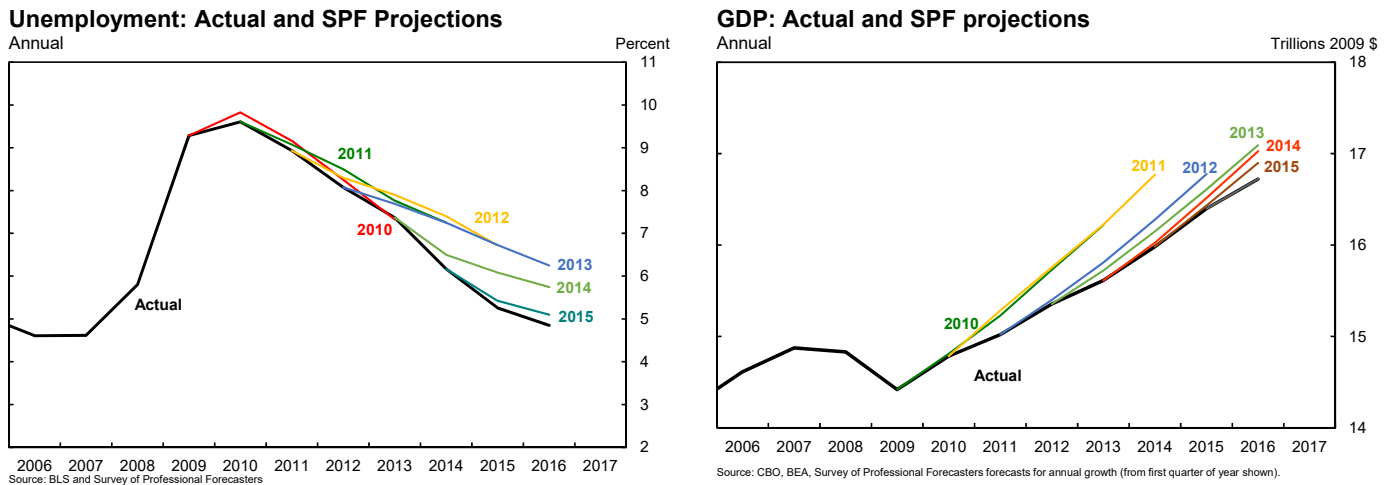 Unemployment: Actual and SPF Projections
Annual
Percent
11
10
9
8
7
6
5
4
3
2
2011
2012
2010
2013
2014
2015
Actual
2006 2007 2008 2009 2010 2011 2012 2013 2014 2015 2016 2017
Source: BLS and Survey of Professional Forecasters
GDP: Actual and SPF projections
Annual
Trillions 2009 $
18
17
16
15
14
2013
2014
2011
2012
2015
2010
Actual
2006 2007 2008 2009 2010 2011 2012 2013 2014 2015 2016 2017
Source: CBO, BEA, Survey of Professional Forecasters forecasts for annual growth (from first quarter of year shown).